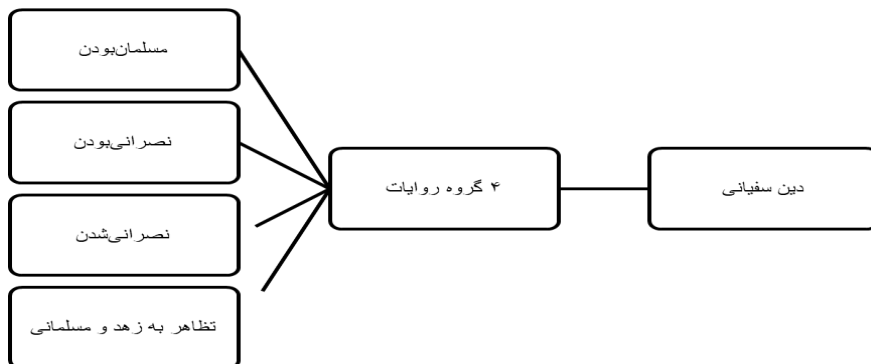 دین سفیانی
۴ گروه روایات
مسلمان‌بودن
نصرانی‌بودن
نصرانی‌شدن
تظاهر به زهد و مسلمانی